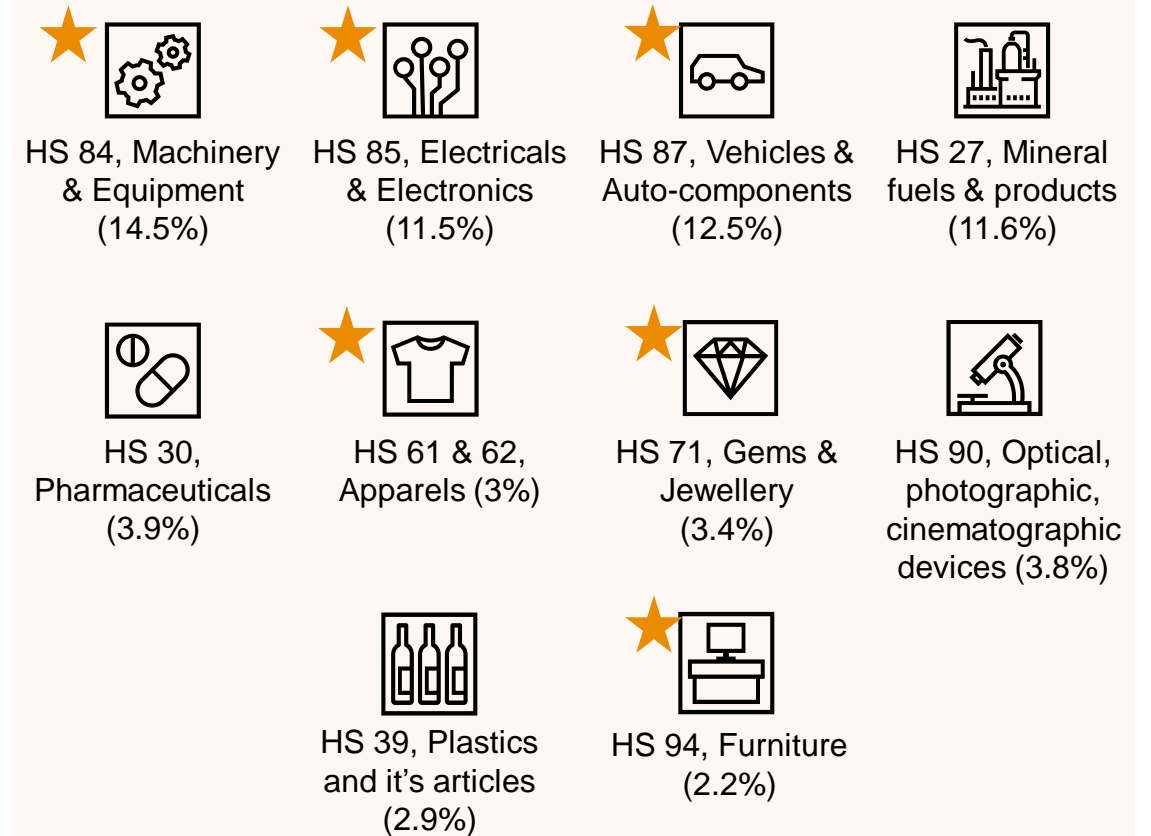 HS 84, Machinery
& Equipment
(14.5%)
HS 85, Electricals
& Electronics
(11.5%)
HS 87, Vehicles &
Auto-components
(12.5%)
HS 27, Mineral
fuels & products
(11.6%)
HS 30,
Pharmaceuticals
(3.9%)
HS 61 & 62,
Apparels (3%)
HS 71, Gems &
Jewellery
(3.4%)
HS 90, Optical,
photographic,
cinematographic
devices (3.8%)
HS 39, Plastics
and it’s articles
(2.9%)
HS 94, Furniture
(2.2%)